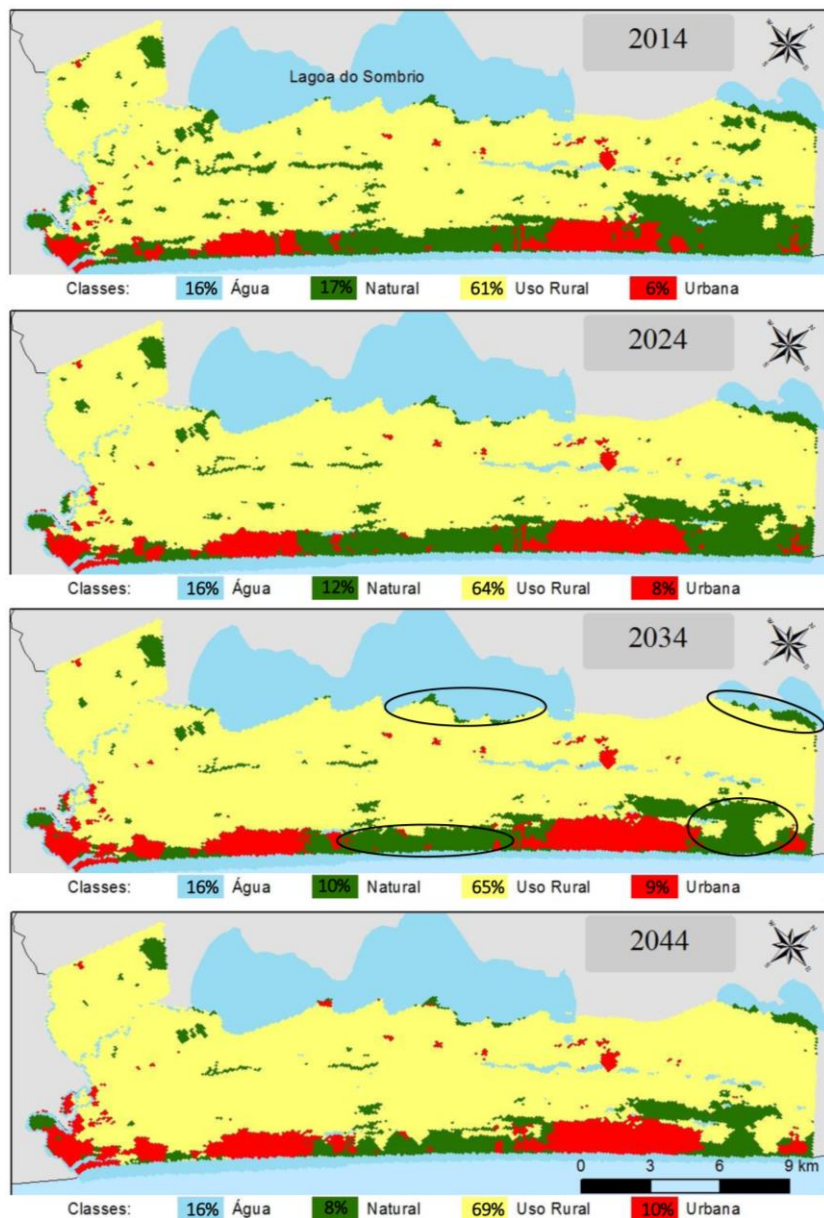 2014
Lagoa do Sombrio
Classes: 16% Água 17% Natural 61% Uso Rural 6% Urbana
2024
Classes: 16% Água 12% Natural 64% Uso Rural 8% Urbana
2034
Classes: 16% Água 10% Natural 65% Uso Rural 9% Urbana
2044
0 3 6 9 km
Classes: 16% Água 8% Natural 69% Uso Rural 10% Urbana